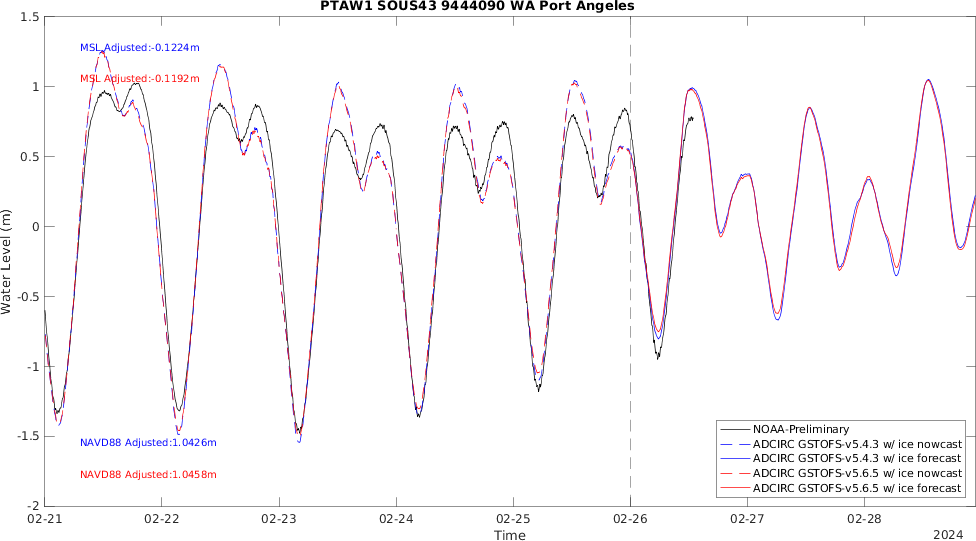 PTAW1 SOUS43 9444090 WA Port Angeles
1.5
1
0.5
0
-0.5
-1
-1.5
-2
Water Level (m)
MSL Adjusted:-0.1224m
MSL Adjusted:-0.1192m
NAVD88 Adjusted:1.0426m
NAVD88 Adjusted:1.0458m
NOAA-Preliminary
ADCIRC GSTOFS-v5.4.3 w/ ice nowcast
ADCIRC GSTOFS-v5.4.3 w/ ice forecast
ADCIRC GSTOFS-v5.6.5 w/ ice nowcast
ADCIRC GSTOFS-v5.6.5 w/ ice forecast
02-21 02-22 02-23 02-24 02-25 02-26 02-27 02-28
Time
2024